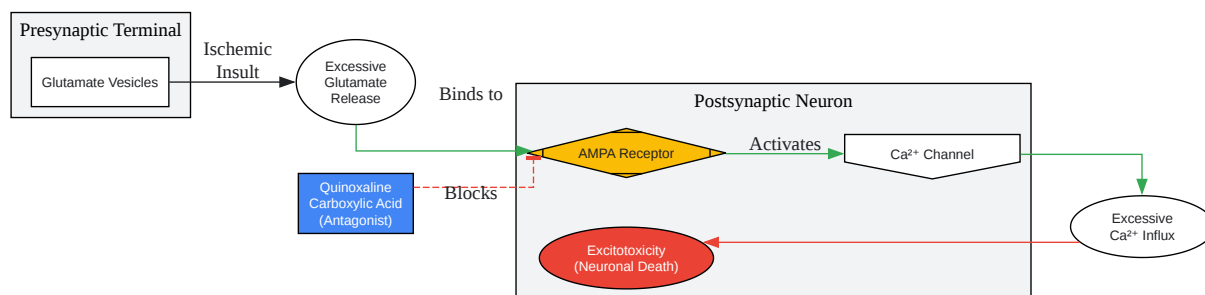 Presynaptic Terminal
Glutamate Vesicles
Ischemic
Insult
Excessive
Glutamate
Release
Binds to
Postsynaptic Neuron
AMPA Receptor
Activates
Ca²⁺ Channel
Quinoxaline
Carboxylic Acid
(Antagonist)
Blocks
Excessive
Ca²⁺ Influx
Excitotoxicity
(Neuronal Death)